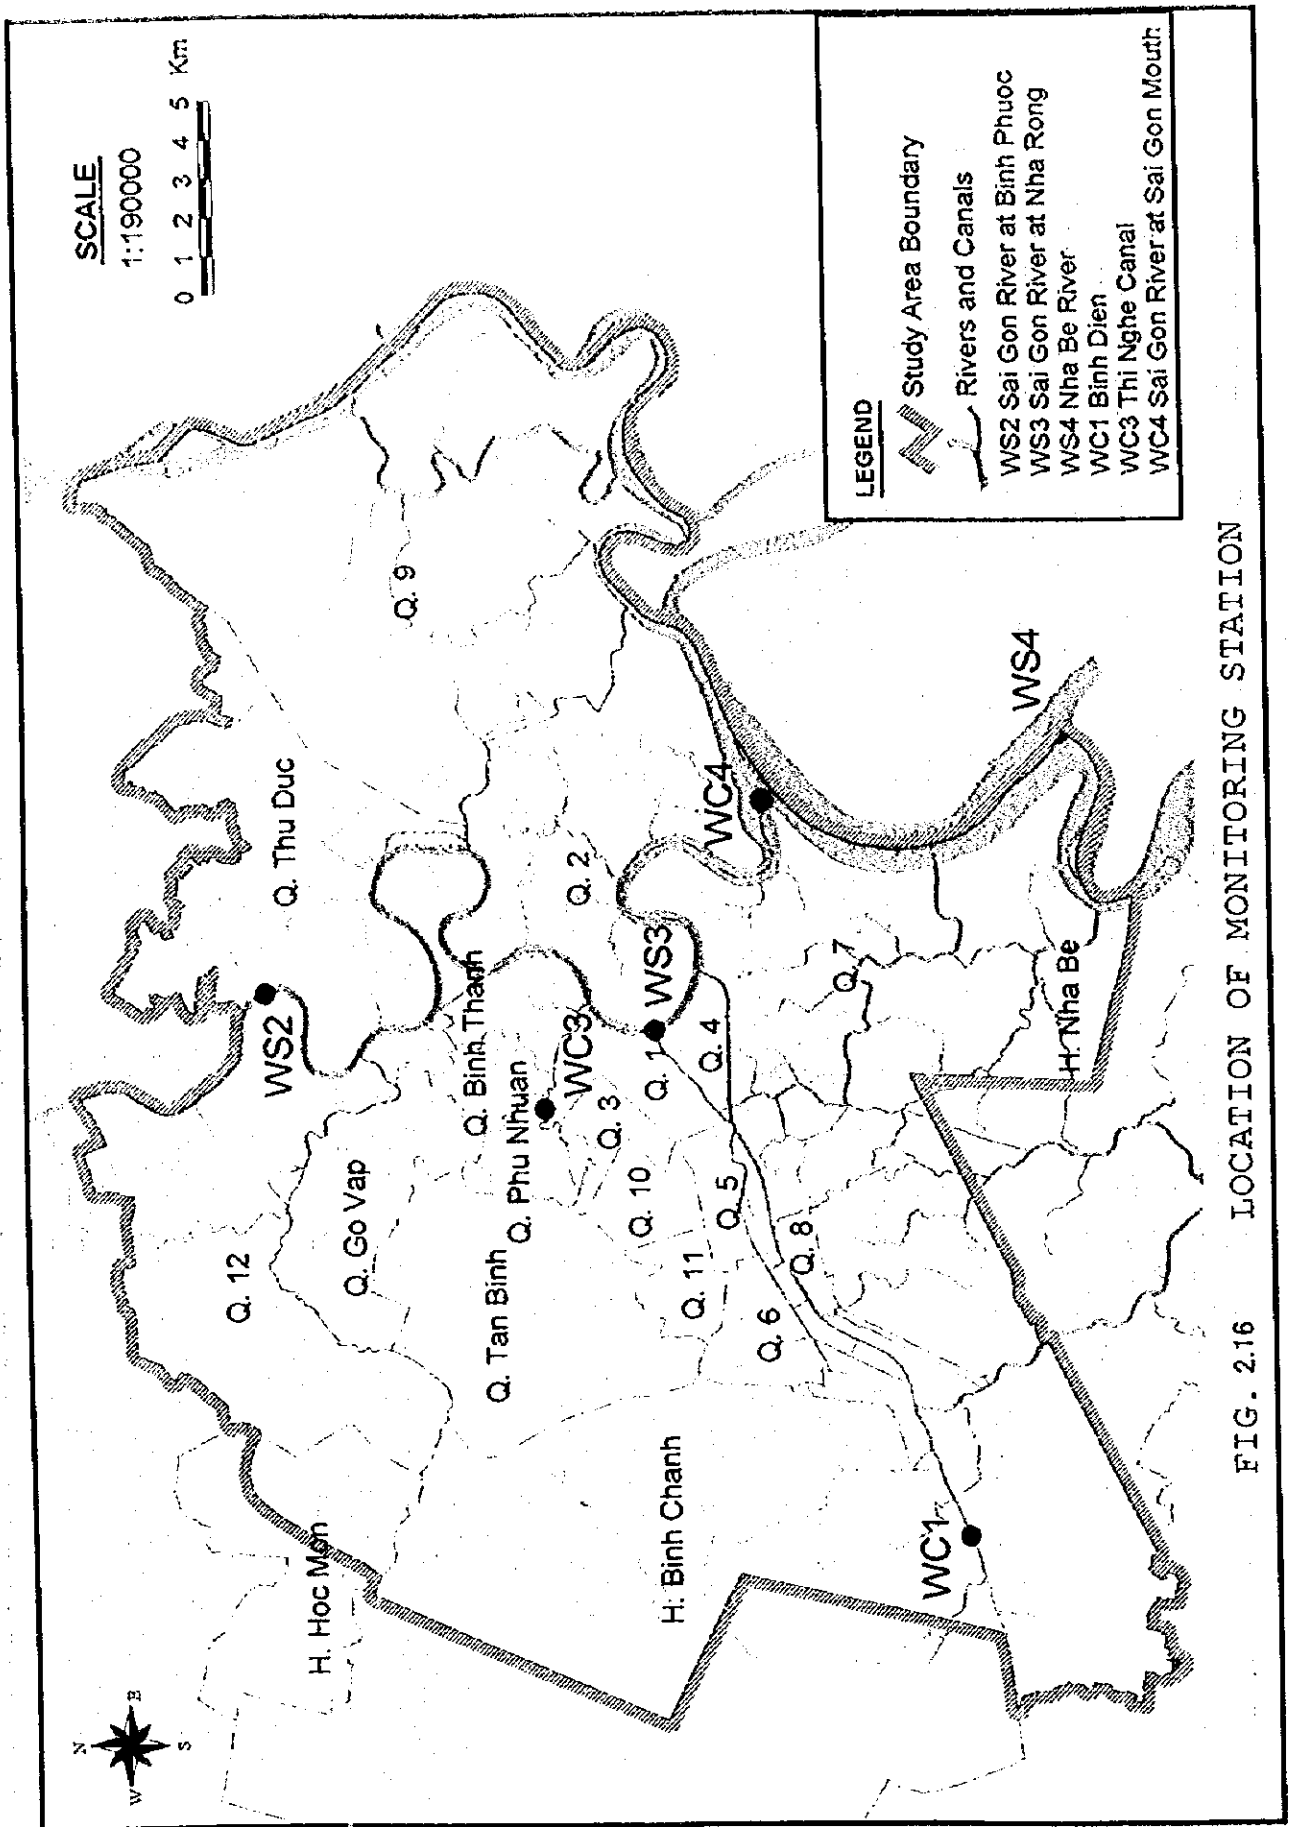 SCALE
1:190000
0 1 2 3 4 5 Km
N
W E
S
H. Hoc Mon
Q. 12
Q. Go Vap
WS2
Q. Thu Duc
Q. 9
Q. Tan Binh
Q. Phu Nhuan
Q. Binh Thanh
WC3
Q. 3
Q. 10
Q. 1
WS3
Q. 2
Q. 11
Q. 5
Q. 4
WC4
H. Binh Chanh
Q. 6
Q. 8
Q. 7
WC1
H. Nha Be
WS4
LEGEND
Study Area Boundary
Rivers and Canals
WS2 Sai Gon River at Binh Phuoc
WS3 Sai Gon River at Nha Rong
WS4 Nha Be River
WC1 Binh Dien
WC3 Thi Nghe Canal
WC4 Sai Gon River at Sai Gon Mouth
FIG. 2.16 LOCATION OF MONITORING STATION